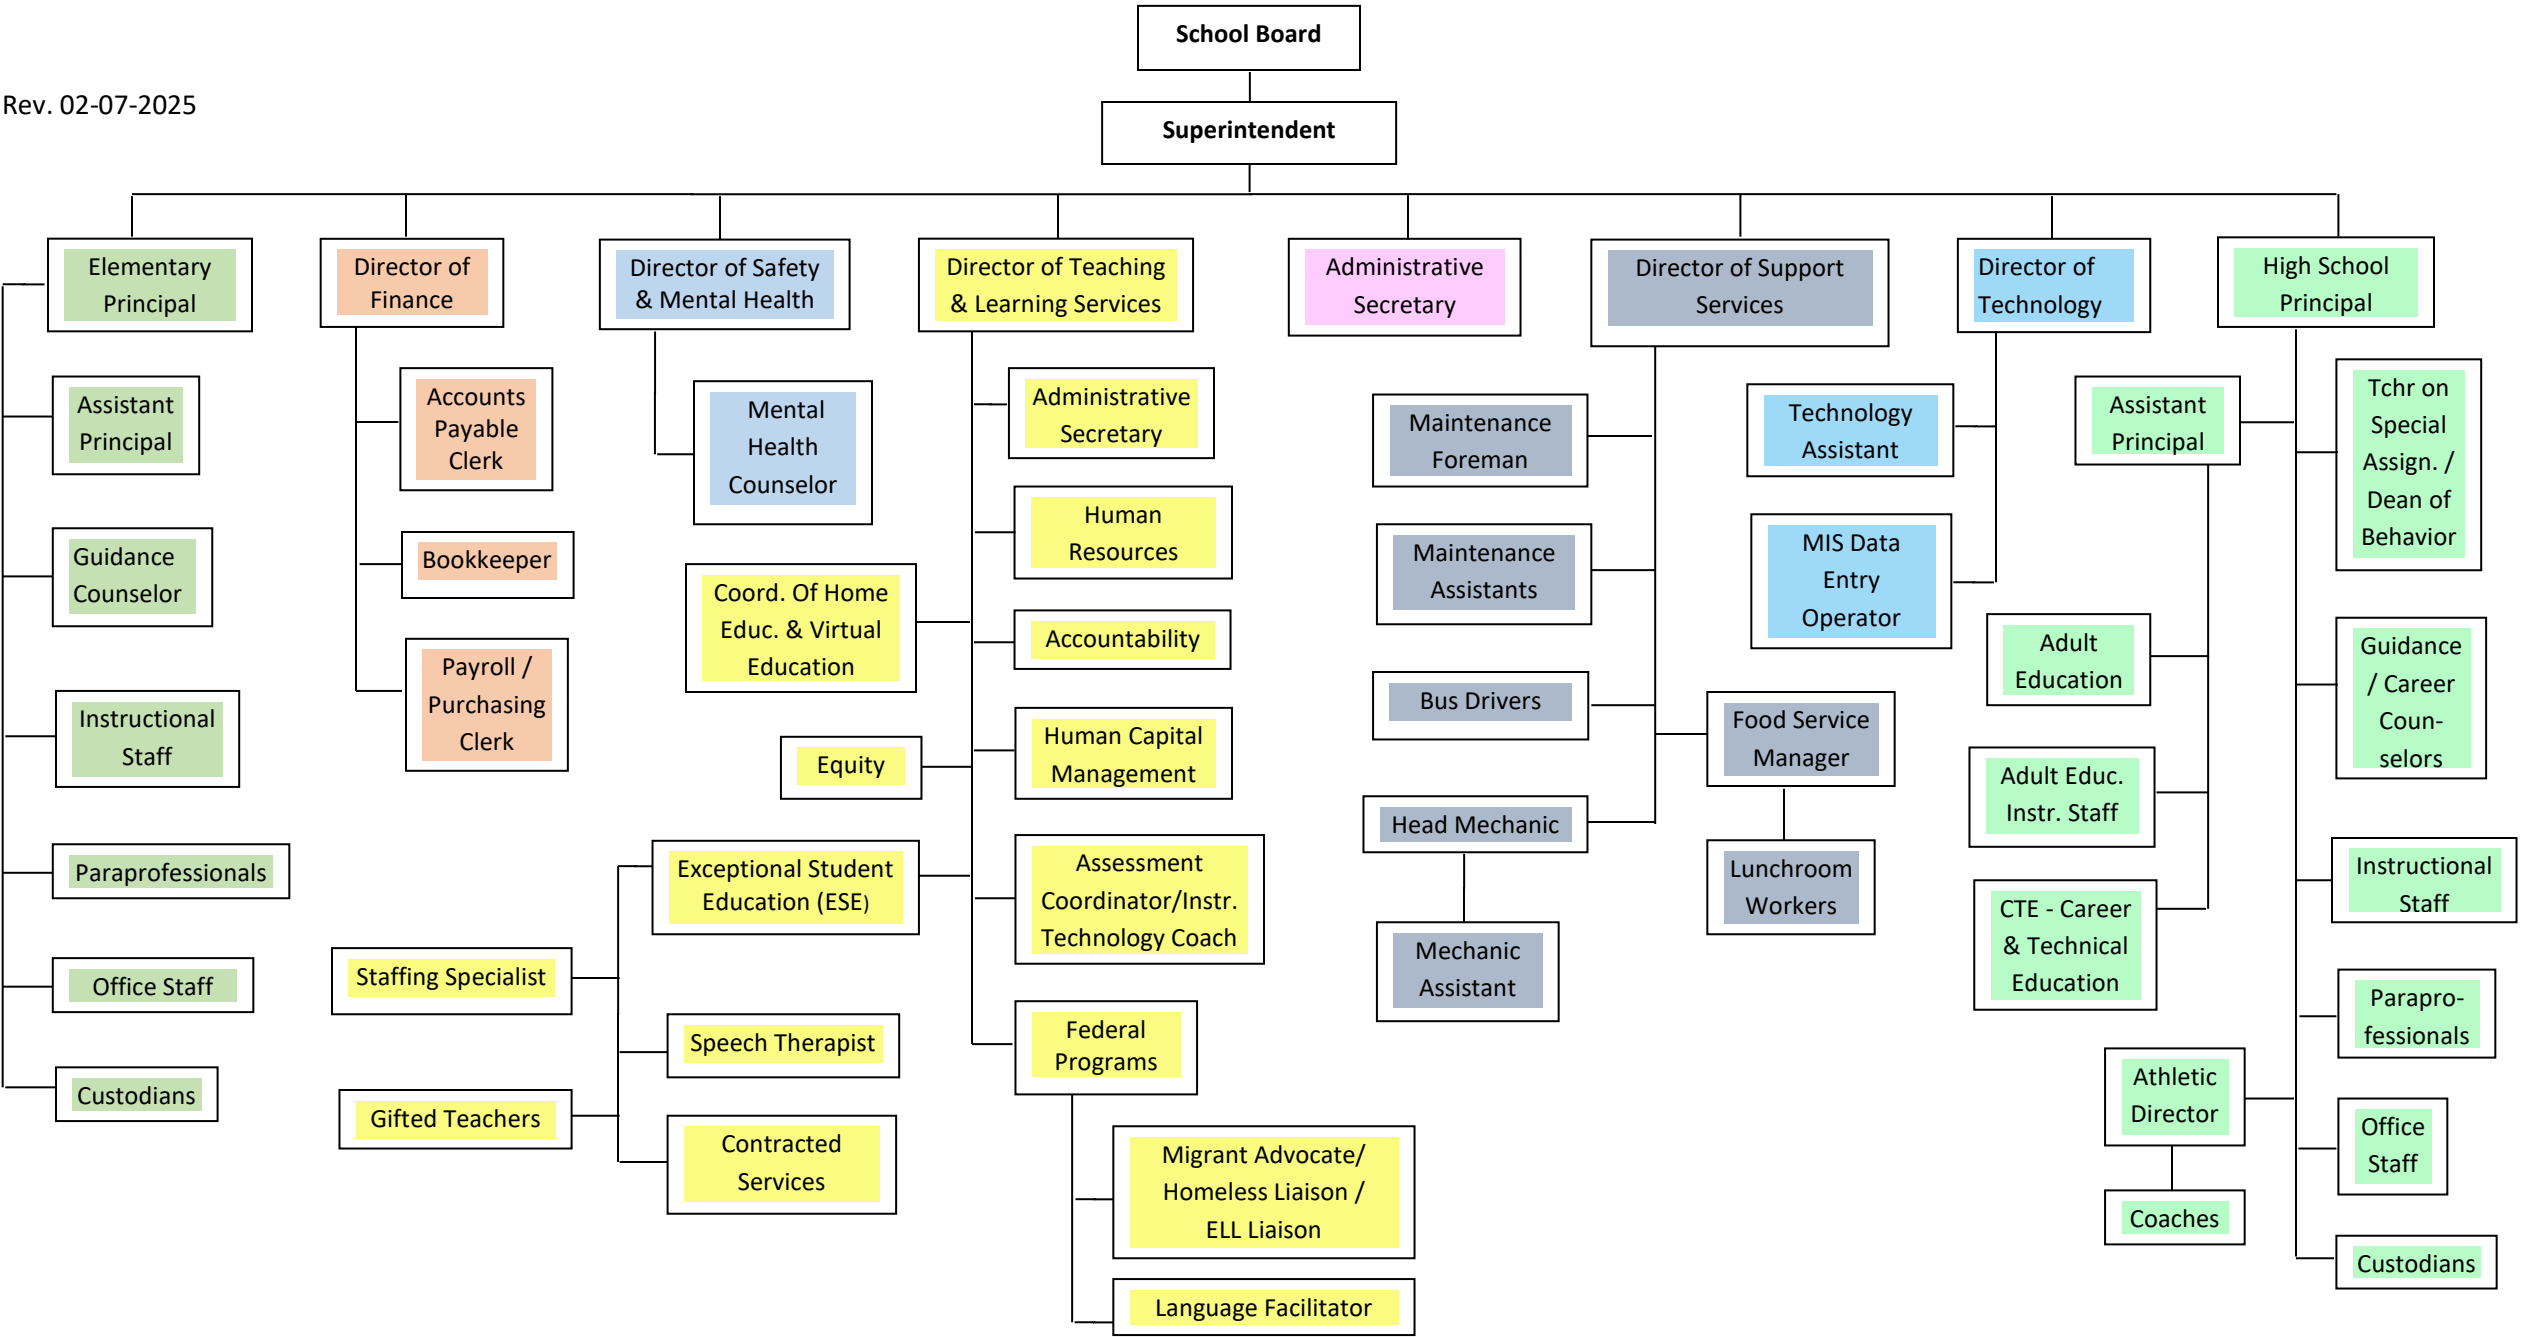 School Board
Rev. 02-07-2025
Superintendent
Elementary
Principal
Director of
Finance
Director of Safety
& Mental Health
Director of Teaching
& Learning Services
Administrative
Secretary
Director of Support
Services
Director of
Technology
High School
Principal
Assistant
Principal
Guidance
Counselor
Instructional
Staff
Paraprofessionals
Office Staff
Custodians
Accounts
Payable
Clerk
Bookkeeper
Payroll /
Purchasing
Clerk
Mental
Health
Counselor
Administrative
Secretary
Human
Resources
Coord. Of Home
Educ. & Virtual
Education
Accountability
Human Capital
Management
Equity
Assessment
Coordinator/Instr.
Technology Coach
Exceptional Student
Education (ESE)
Staffing Specialist
Speech Therapist
Gifted Teachers
Contracted
Services
Federal
Programs
Migrant Advocate/
Homeless Liaison /
ELL Liaison
Language Facilitator
Maintenance
Foreman
Maintenance
Assistants
Bus Drivers
Food Service
Manager
Head Mechanic
Lunchroom
Workers
Mechanic
Assistant
Technology
Assistant
MIS Data
Entry
Operator
Assistant
Principal
Adult
Education
Adult Educ.
Instr. Staff
CTE - Career
& Technical
Education
Tchr on
Special
Assign. /
Dean of
Behavior
Guidance
/ Career
Coun-
selors
Instructional
Staff
Parapro-
fessionals
Athletic
Director
Coaches
Office
Staff
Custodians